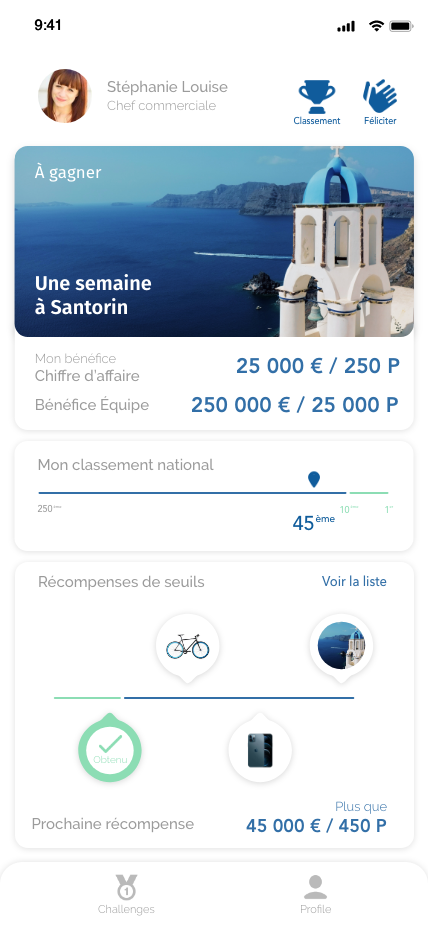 9:41
Stéphanie Louise
Chef commerciale
Classement
Féliciter
À gagner
Une semaine
à Santorin
Mon bénéfice
Chiffre d'affaire
25 000 € / 250 P
Bénéfice Équipe
250 000 € / 25 000 P
Mon classement national
250ème
45ème
10ème
1er
Récompenses de seuils
Voir la liste
Obtenu
Plus que
Prochaine récompense
45 000 € / 450 P
1
Challenges
Profile